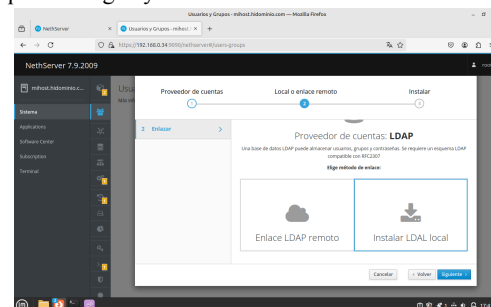 Usuarios y Grupos - mihost.hidominio.com — Mozilla Firefox
NethServer
Usuarios y Grupos - mihost.
https://192.168.0.34:9090/nethserver#/users-groups
NethServer 7.9.2009
mihost.hidominio.c...
Sistema
Applications
Software Center
Subscription
Terminal
Proveedor de cuentas
Local o enlace remoto
Instalar
1
2
3
2 Enlazar >
Proveedor de cuentas: LDAP
Una base de datos LDAP puede almacenar usuarios, grupos y contraseñas. Se requiere un esquema LDAP
compatible con RFC2307
Elige método de enlace:
Enlace LDAP remoto
Instalar LDAL local
Cancelar
< Volver
Siguiente >